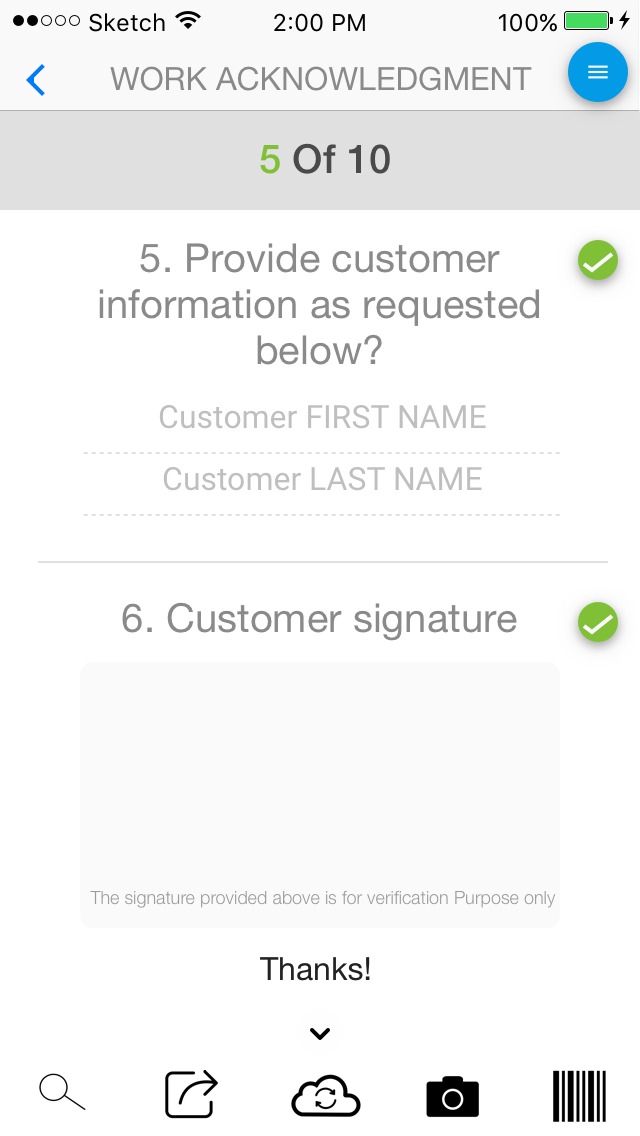 Sketch 2:00 PM 100%
WORK ACKNOWLEDGMENT
5 Of 10
5. Provide customer
information as requested
below?
Customer FIRST NAME
Customer LAST NAME
6. Customer signature
The signature provided above is for verification Purpose only
Thanks!